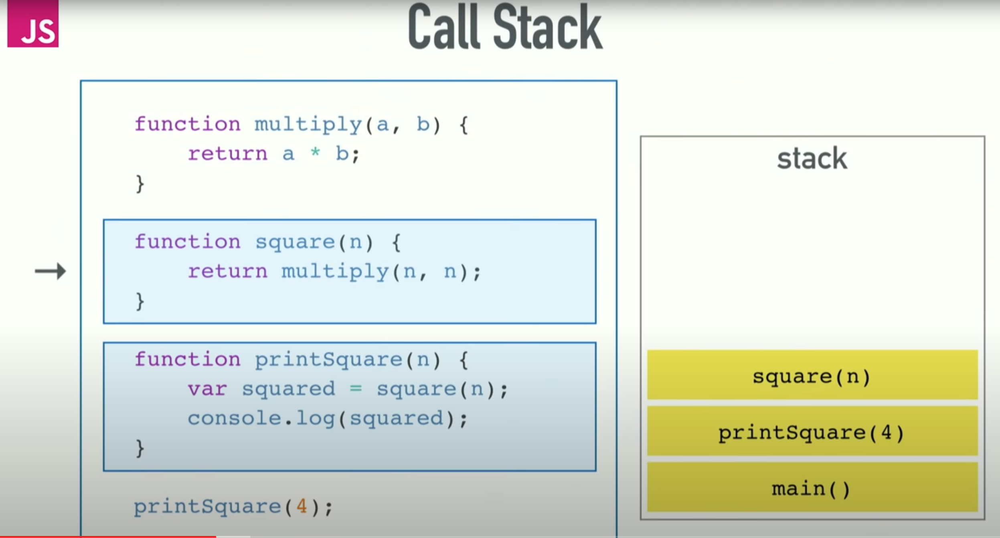 JS
Call Stack
function multiply(a, b) {
return a * b;
}
function square(n) {
return multiply(n, n);
}
function printSquare(n) {
var squared = square(n);
console.log(squared);
}
printSquare(4);
stack
square(n)
printSquare(4)
main()